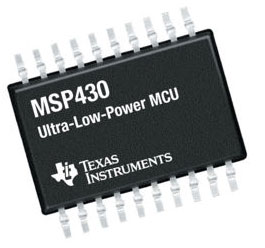 MSP430
Ultra-Low-Power MCU
TEXAS
INSTRUMENTS